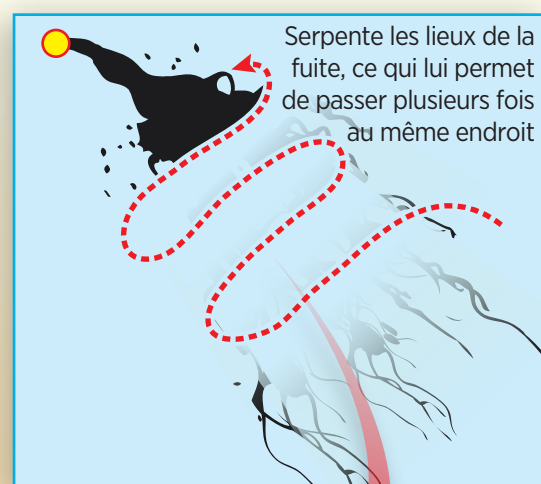 Serpente les lieux de la
fuite, ce qui lui permet
de passer plusieurs fois
au même endroit